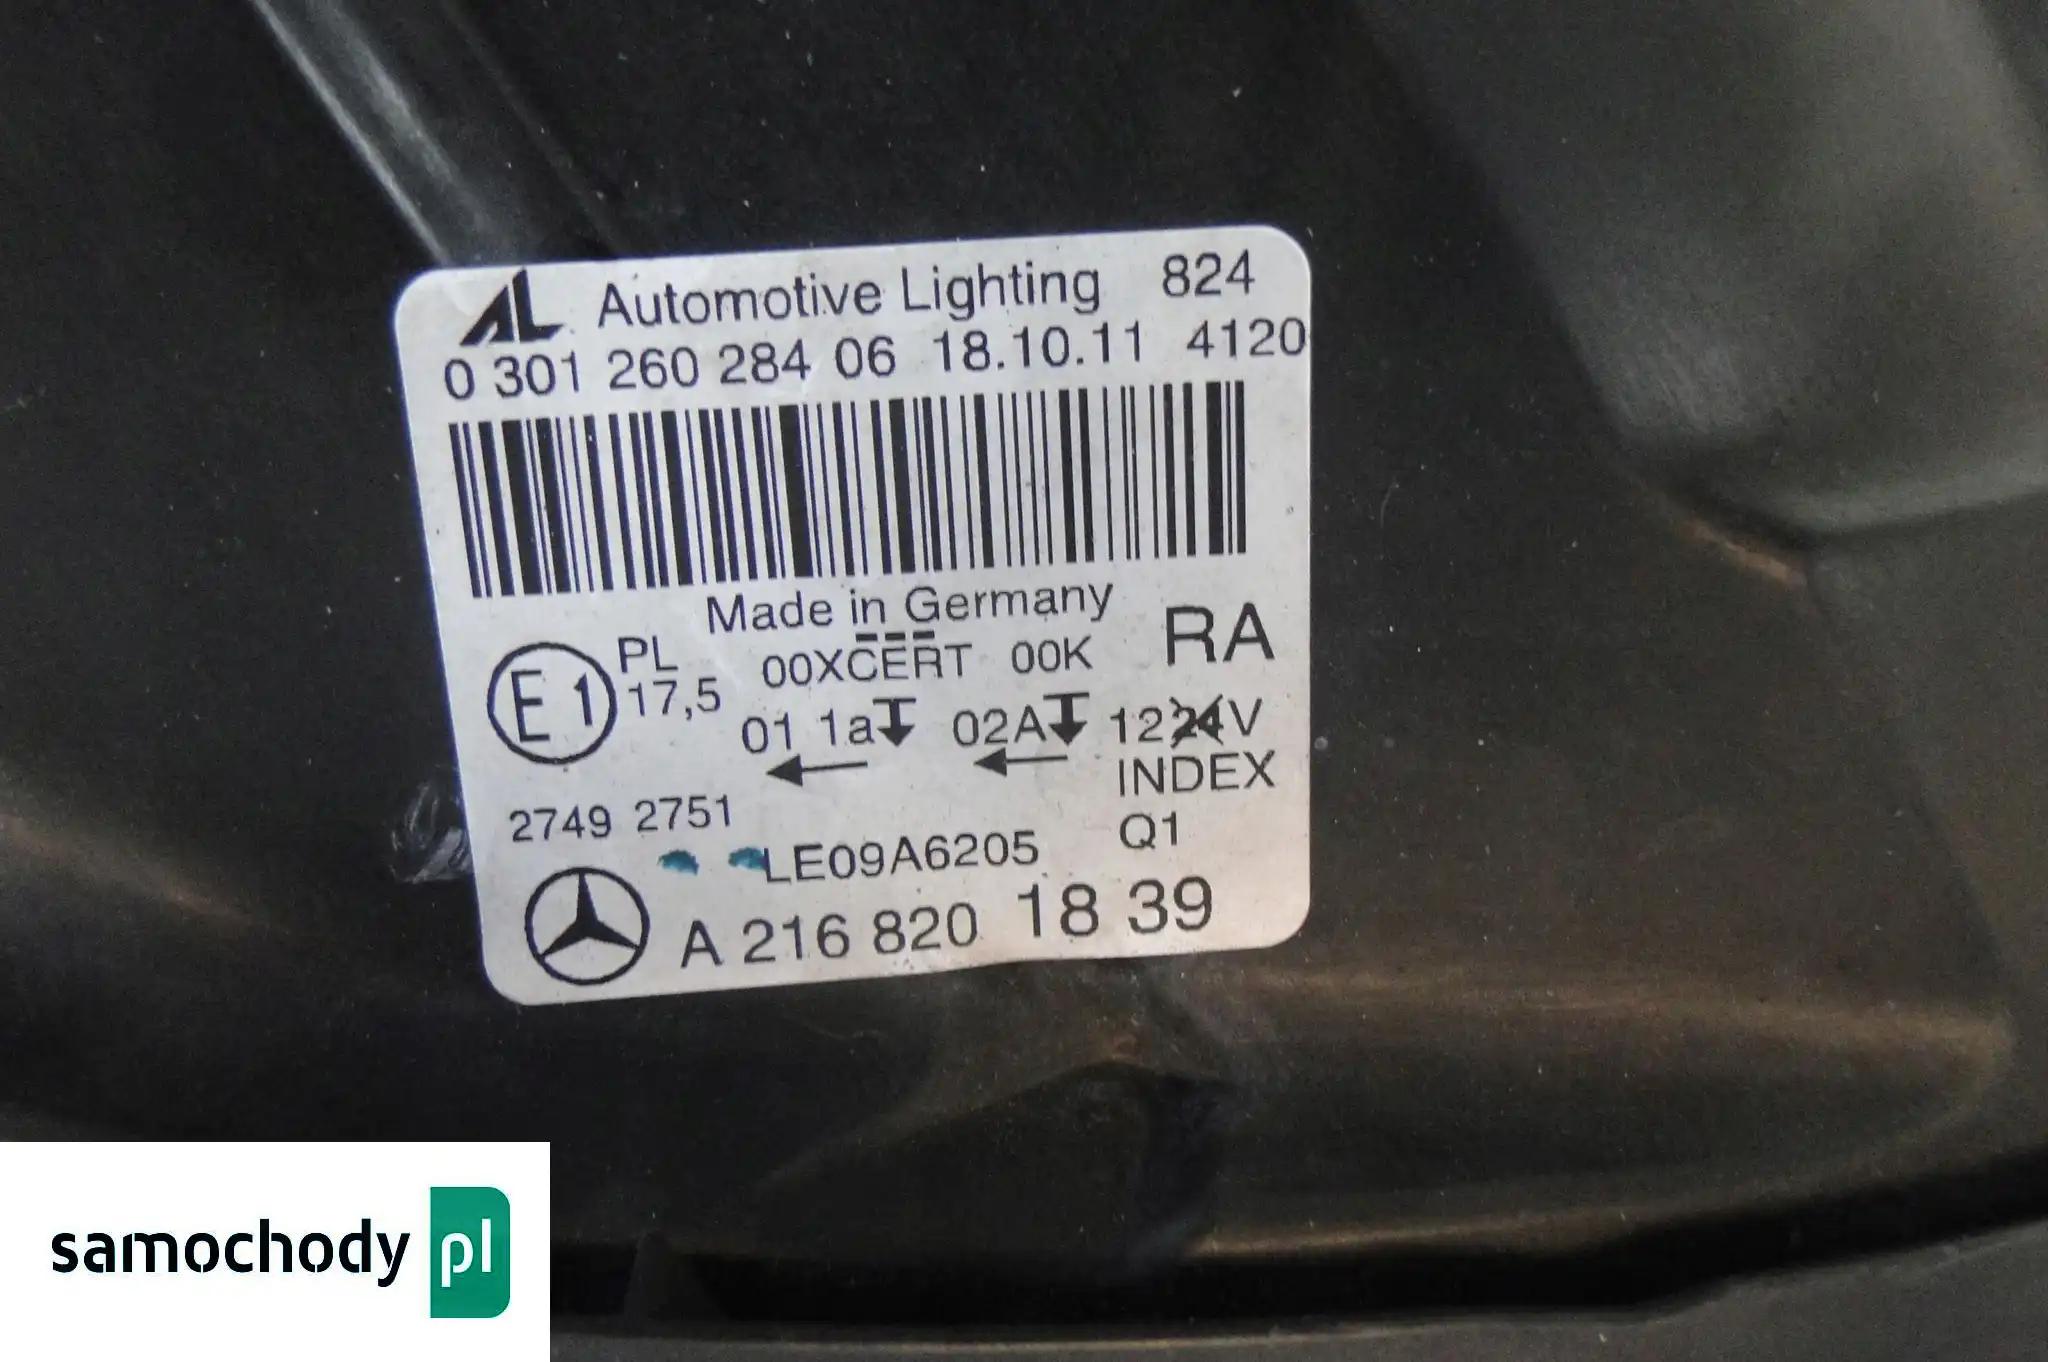 AL Automotive Lighting 824
0 301 260 284 06 18.10.11 4120
Made in Germany
E1 PL 00XCERT 00K RA
17,5
01 1a 02A 1224V
INDEX
2749 2751 Q1
LE09A6205
A 216 820 18 39
samochody pl